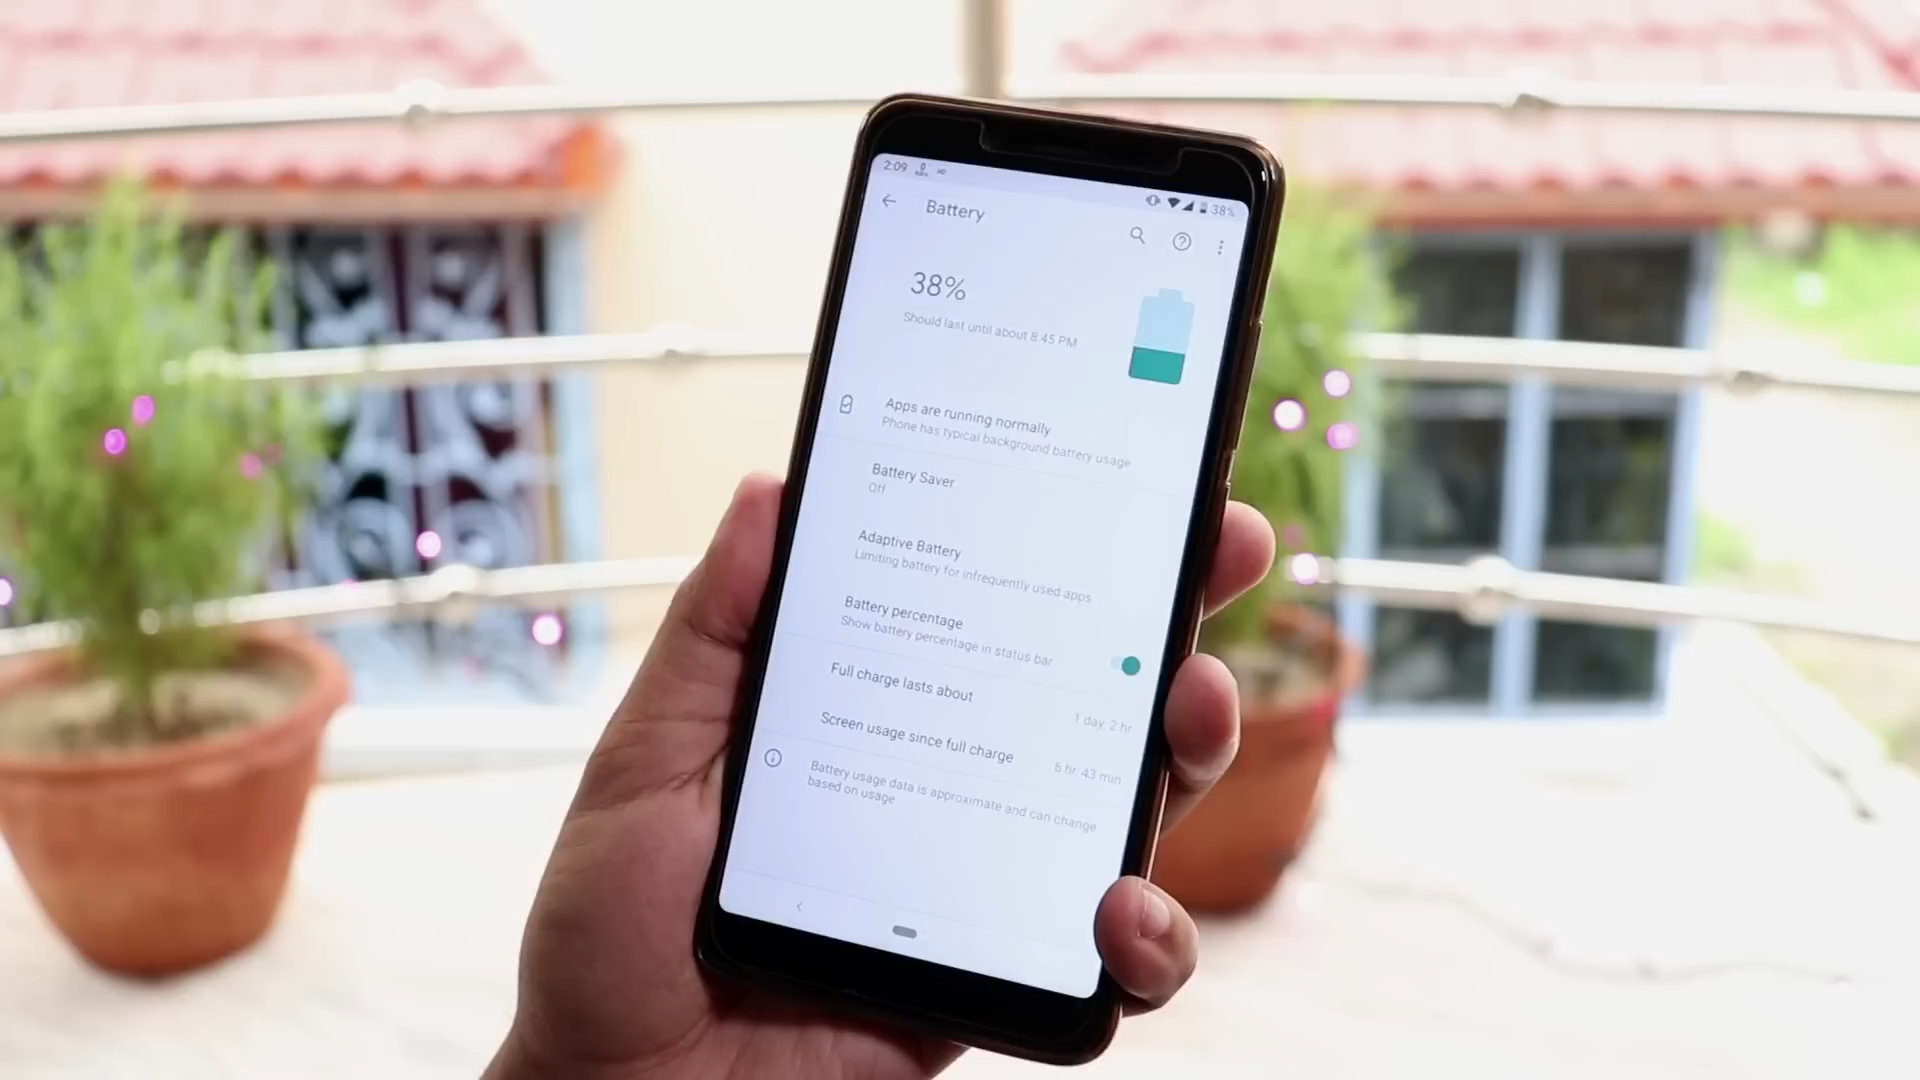 2:09
38%
Battery
38%
Should last until about 8:45 PM
Apps are running normally
Phone has typical background battery usage
Battery Saver
Off
Adaptive Battery
Limiting battery for infrequently used apps
Battery percentage
Show battery percentage in status bar
Full charge lasts about
1 day, 2 hr
Screen usage since full charge
6 hr 43 min
Battery usage data is approximate and can change
based on usage